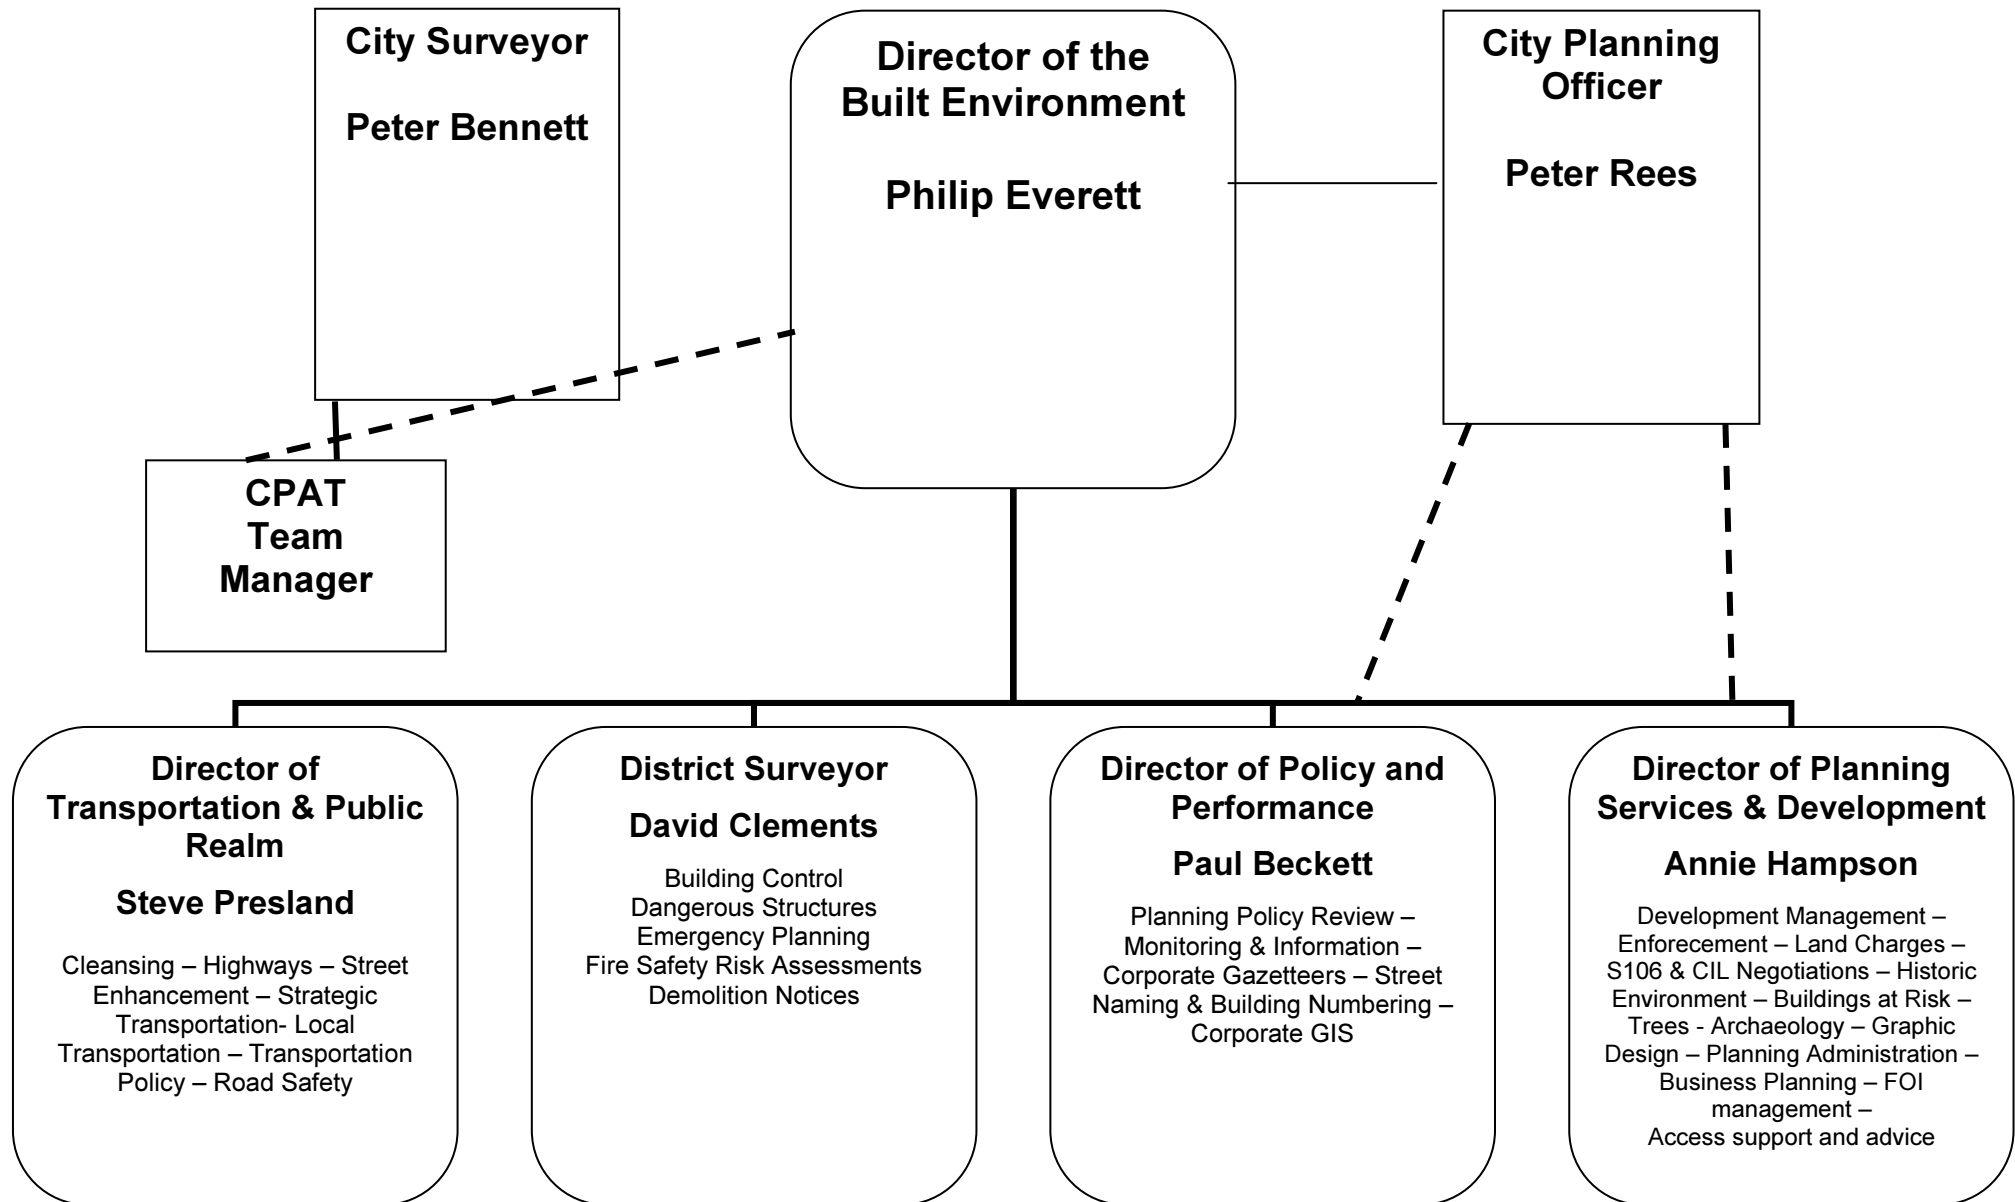 City Surveyor
Peter Bennett
Director of the
Built Environment
Philip Everett
City Planning
Officer
Peter Rees
CPAT
Team
Manager
Director of
Transportation & Public
Realm
Steve Presland
Cleansing – Highways – Street
Enhancement – Strategic
Transportation- Local
Transportation – Transportation
Policy – Road Safety
District Surveyor
David Clements
Building Control
Dangerous Structures
Emergency Planning
Fire Safety Risk Assessments
Demolition Notices
Director of Policy and
Performance
Paul Beckett
Planning Policy Review –
Monitoring & Information –
Corporate Gazetteers – Street
Naming & Building Numbering –
Corporate GIS
Director of Planning
Services & Development
Annie Hampson
Development Management –
Enforecement – Land Charges –
S106 & CIL Negotiations – Historic
Environment – Buildings at Risk –
Trees - Archaeology – Graphic
Design – Planning Administration –
Business Planning – FOI
management –
Access support and advice